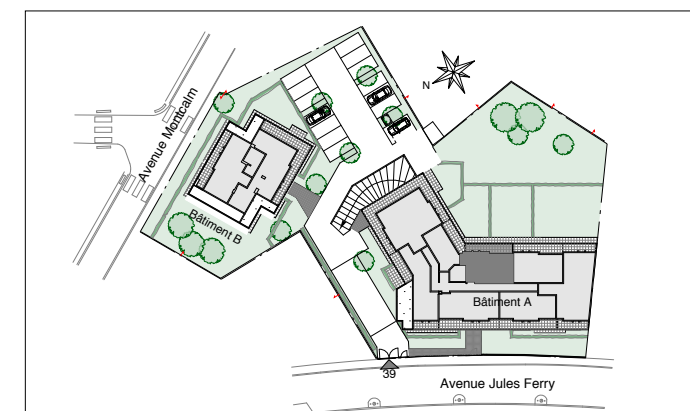 N
Avenue Montcalm
Bâtiment B
Bâtiment A
39
Avenue Jules Ferry